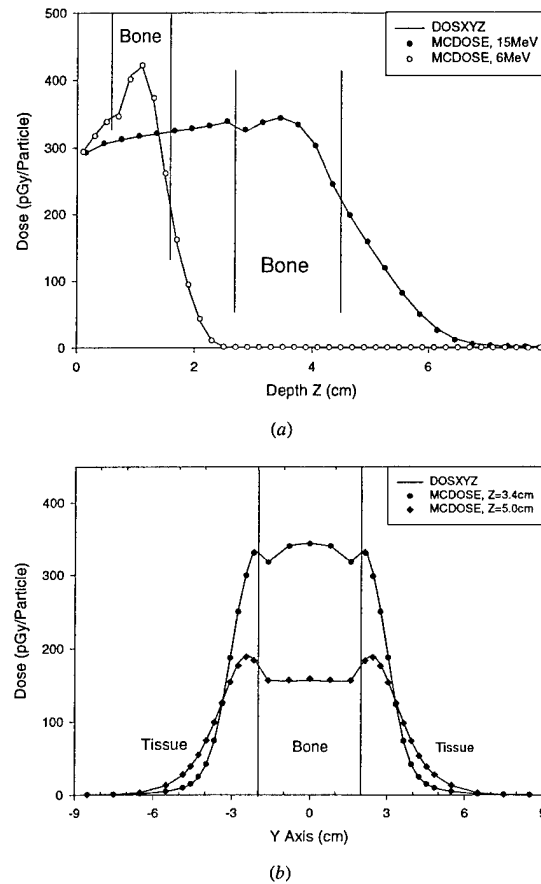 500
400
300
200
100
0
Dose (pGy/Particle)
Bone
Bone
DOSXYZ
MCDOSE, 15MeV
MCDOSE, 6MeV
0
2
4
6
Depth Z (cm)
(a)
400
300
200
100
0
Dose (pGy/Particle)
DOSXYZ
MCDOSE, Z=3.4cm
MCDOSE, Z=5.0cm
Tissue
Bone
Tissue
-9
-6
-3
0
3
6
9
Y Axis (cm)
(b)